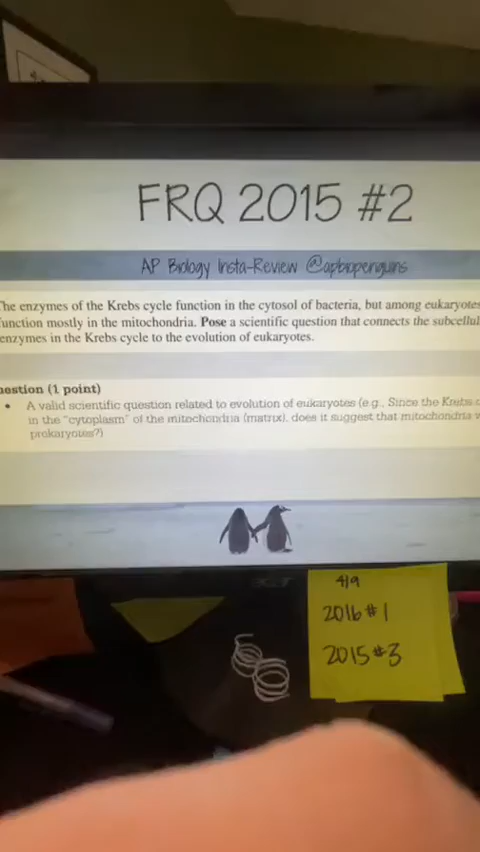 FRQ 2015 #2
AP Biology Insta-Review @apbiopenguins
The enzymes of the Krebs cycle function in the cytosol of bacteria, but among eukaryotes
function mostly in the mitochondria. Pose a scientific question that connects the
enzymes in the Krebs cycle to the evolution of eukaryotes.
(1 point)
• A valid scientific question related to evolution of eukaryotes (e.g., Since the Krebs
in the "cytoplasm" of the mitochondria (matrix), does it suggest that mitochondria
prokaryotes?)
acer
4/9
2016 #1
2015 #3